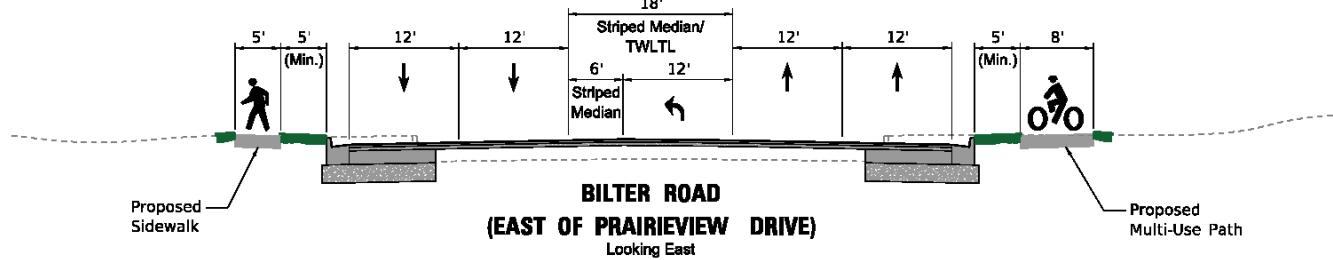 18'
Striped Median/
TWLTL
5' 5' 12' 12' 12' 12' 5' 8'
(Min.) (Min.)
6' 12'
Striped
Median
Proposed
Sidewalk
BILTER ROAD
(EAST OF PRAIRIEVIEW DRIVE)
Looking East
Proposed
Multi-Use Path